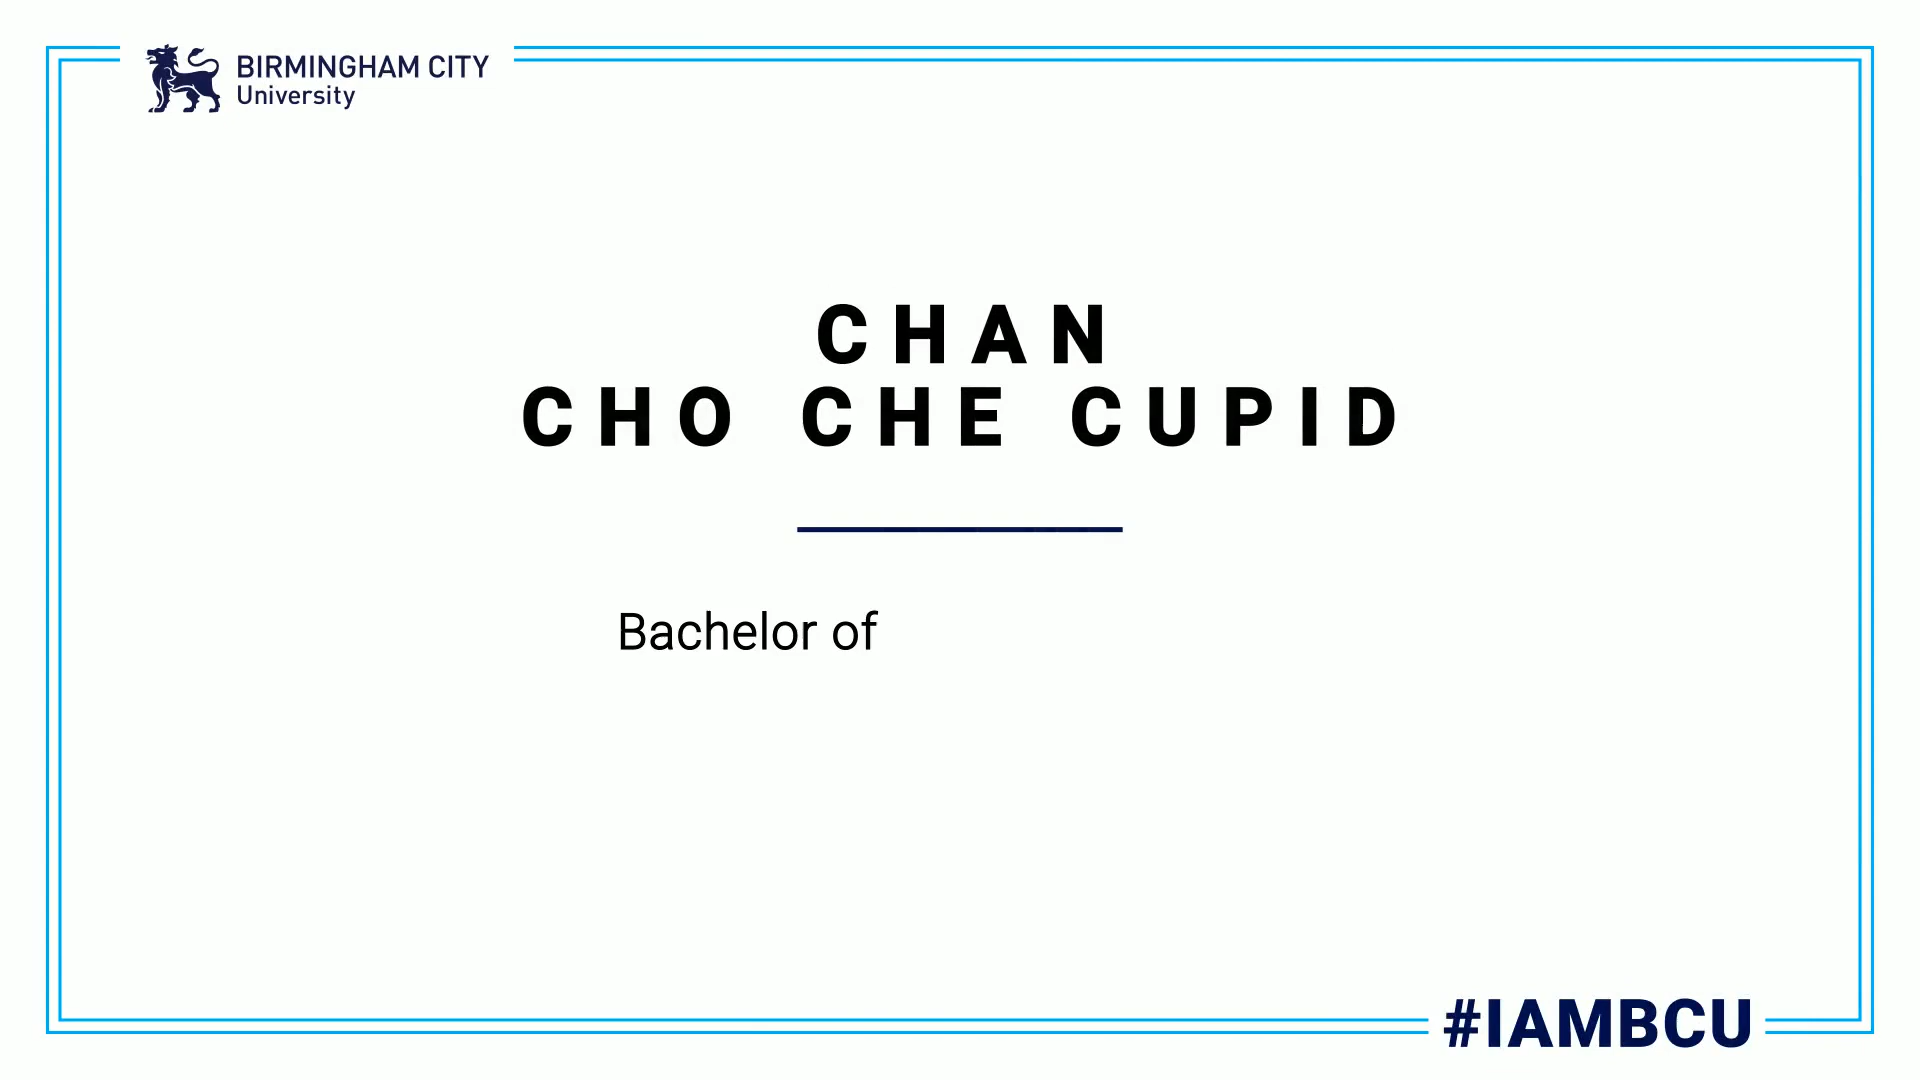 BIRMINGHAM CITY
University
CHAN
CHO CHE CUPID
Bachelor of
#IAMBCU